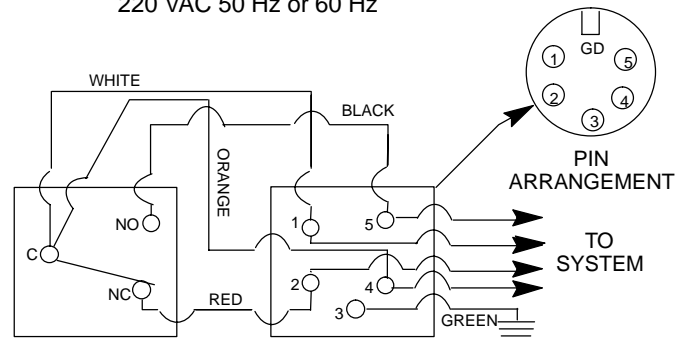 220 VAC 50 Hz or 60 Hz
WHITE
BLACK
ORANGE
GD
1
5
2
4
3
PIN
ARRANGEMENT
NO
C
NC
RED
1
5
2
4
3
GREEN
TO
SYSTEM